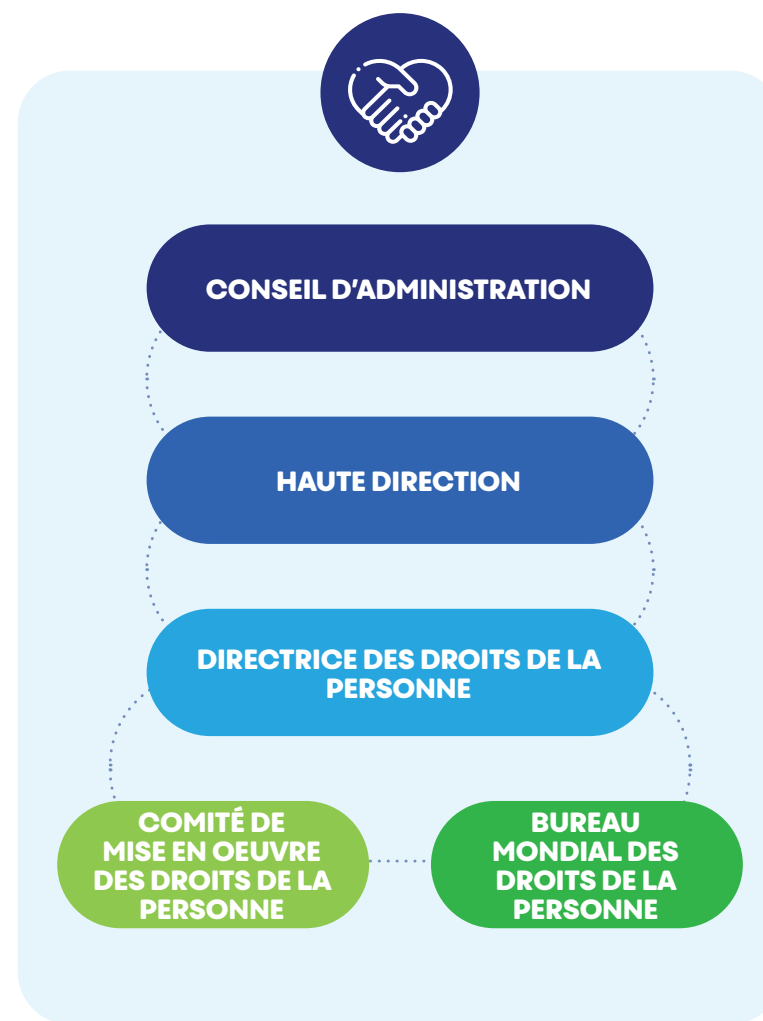 CONSEIL D'ADMINISTRATION
HAUTE DIRECTION
DIRECTRICE DES DROITS DE LA
PERSONNE
COMITÉ DE
MISE EN OEUVRE
DES DROITS DE LA
PERSONNE
BUREAU
MONDIAL DES
DROITS DE LA
PERSONNE